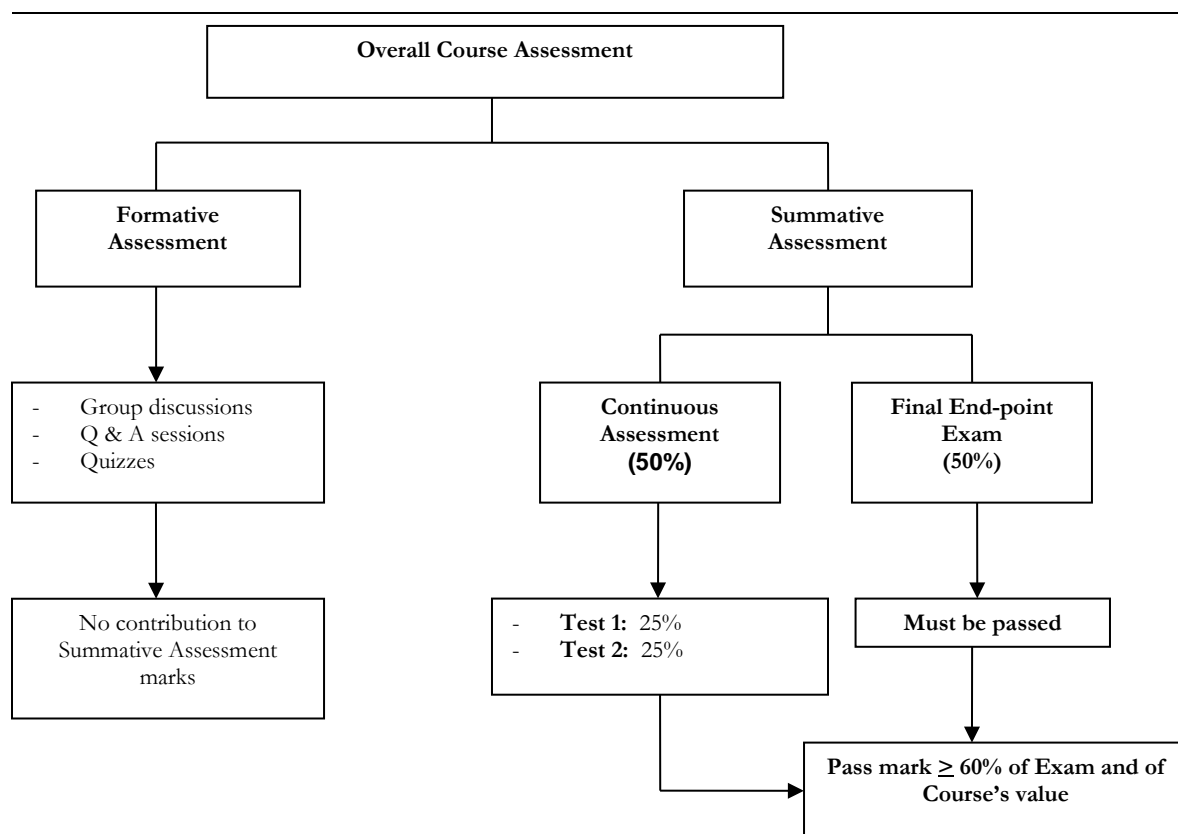 Overall Course Assessment
Formative
Assessment
Summative
Assessment
- Group discussions
- Q & A sessions
- Quizzes
Continuous
Assessment
(50%)
Final End-point
Exam
(50%)
No contribution to
Summative Assessment
marks
- Test 1: 25%
- Test 2: 25%
Must be passed
Pass mark ≥ 60% of Exam and of
Course’s value